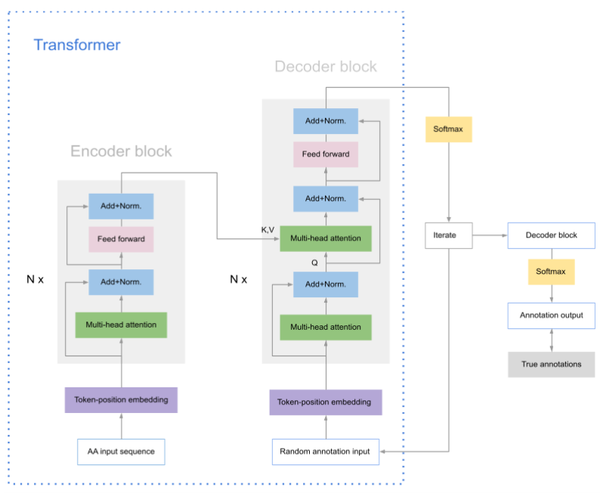 Transformer
Decoder block
Add+Norm.
Feed forward
Add+Norm.
K,V
Multi-head attention
Q
N x
Add+Norm.
Multi-head attention
Token-position embedding
Random annotation input
Encoder block
Add+Norm.
Feed forward
N x
Add+Norm.
Multi-head attention
Token-position embedding
AA input sequence
Softmax
Iterate
Decoder block
Softmax
Annotation output
True annotations